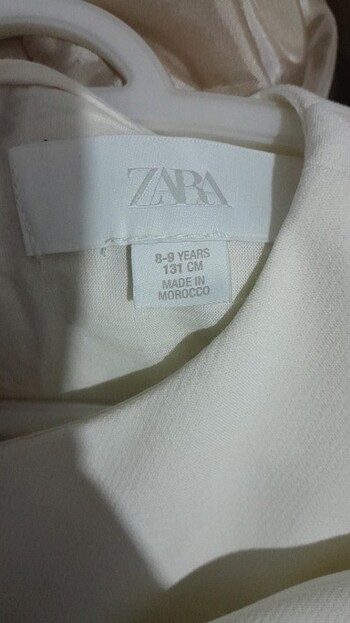 ZARA
8-9 YEARS
131 CM
MADE IN
MOROCCO